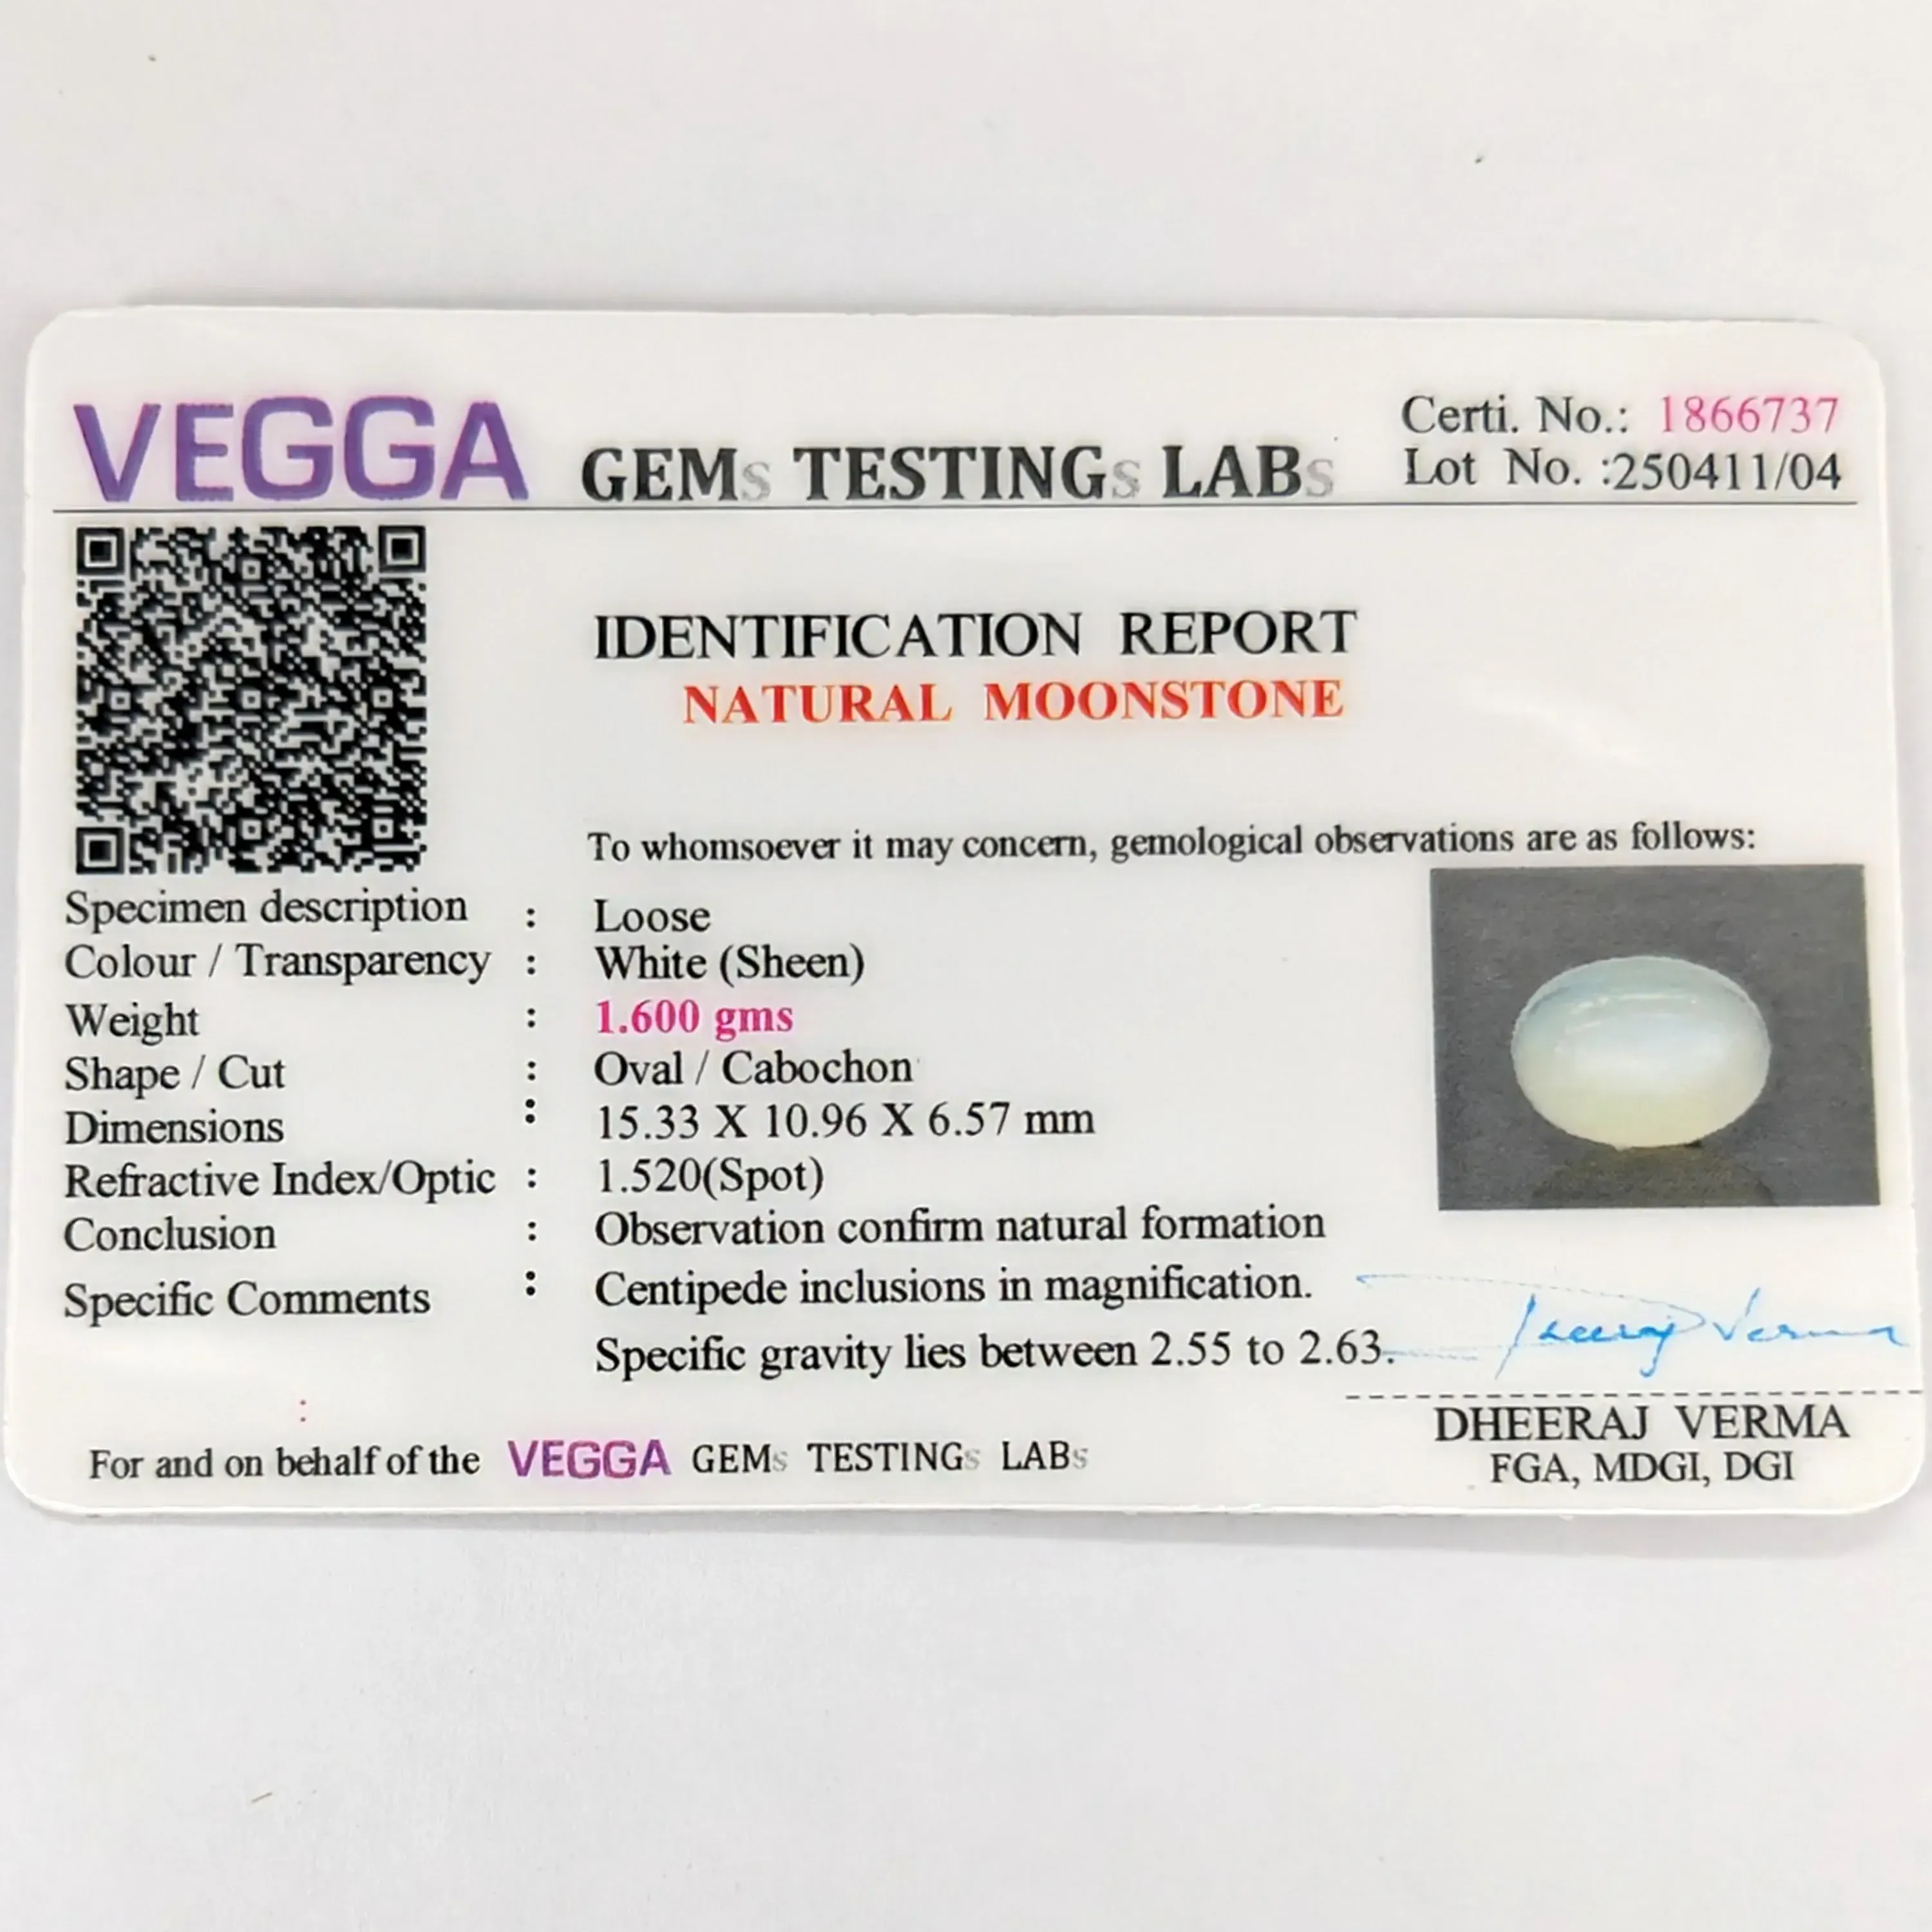 VEGGA GEMs TESTINGs LABs
Certi. No.: 1866737
Lot No. :250411/04
IDENTIFICATION REPORT
NATURAL MOONSTONE
To whomsoever it may concern, gemological observations are as follows:
Specimen description : Loose
Colour / Transparency : White (Sheen)
Weight : 1.600 gms
Shape / Cut : Oval / Cabochon
Dimensions : 15.33 X 10.96 X 6.57 mm
Refractive Index/Optic : 1.520(Spot)
Conclusion : Observation confirm natural formation
Specific Comments : Centipede inclusions in magnification.
Specific gravity lies between 2.55 to 2.63.
Dheeraj Verma
:
DHEERAJ VERMA
FGA, MDGI, DGI
For and on behalf of the VEGGA GEMs TESTINGs LABs